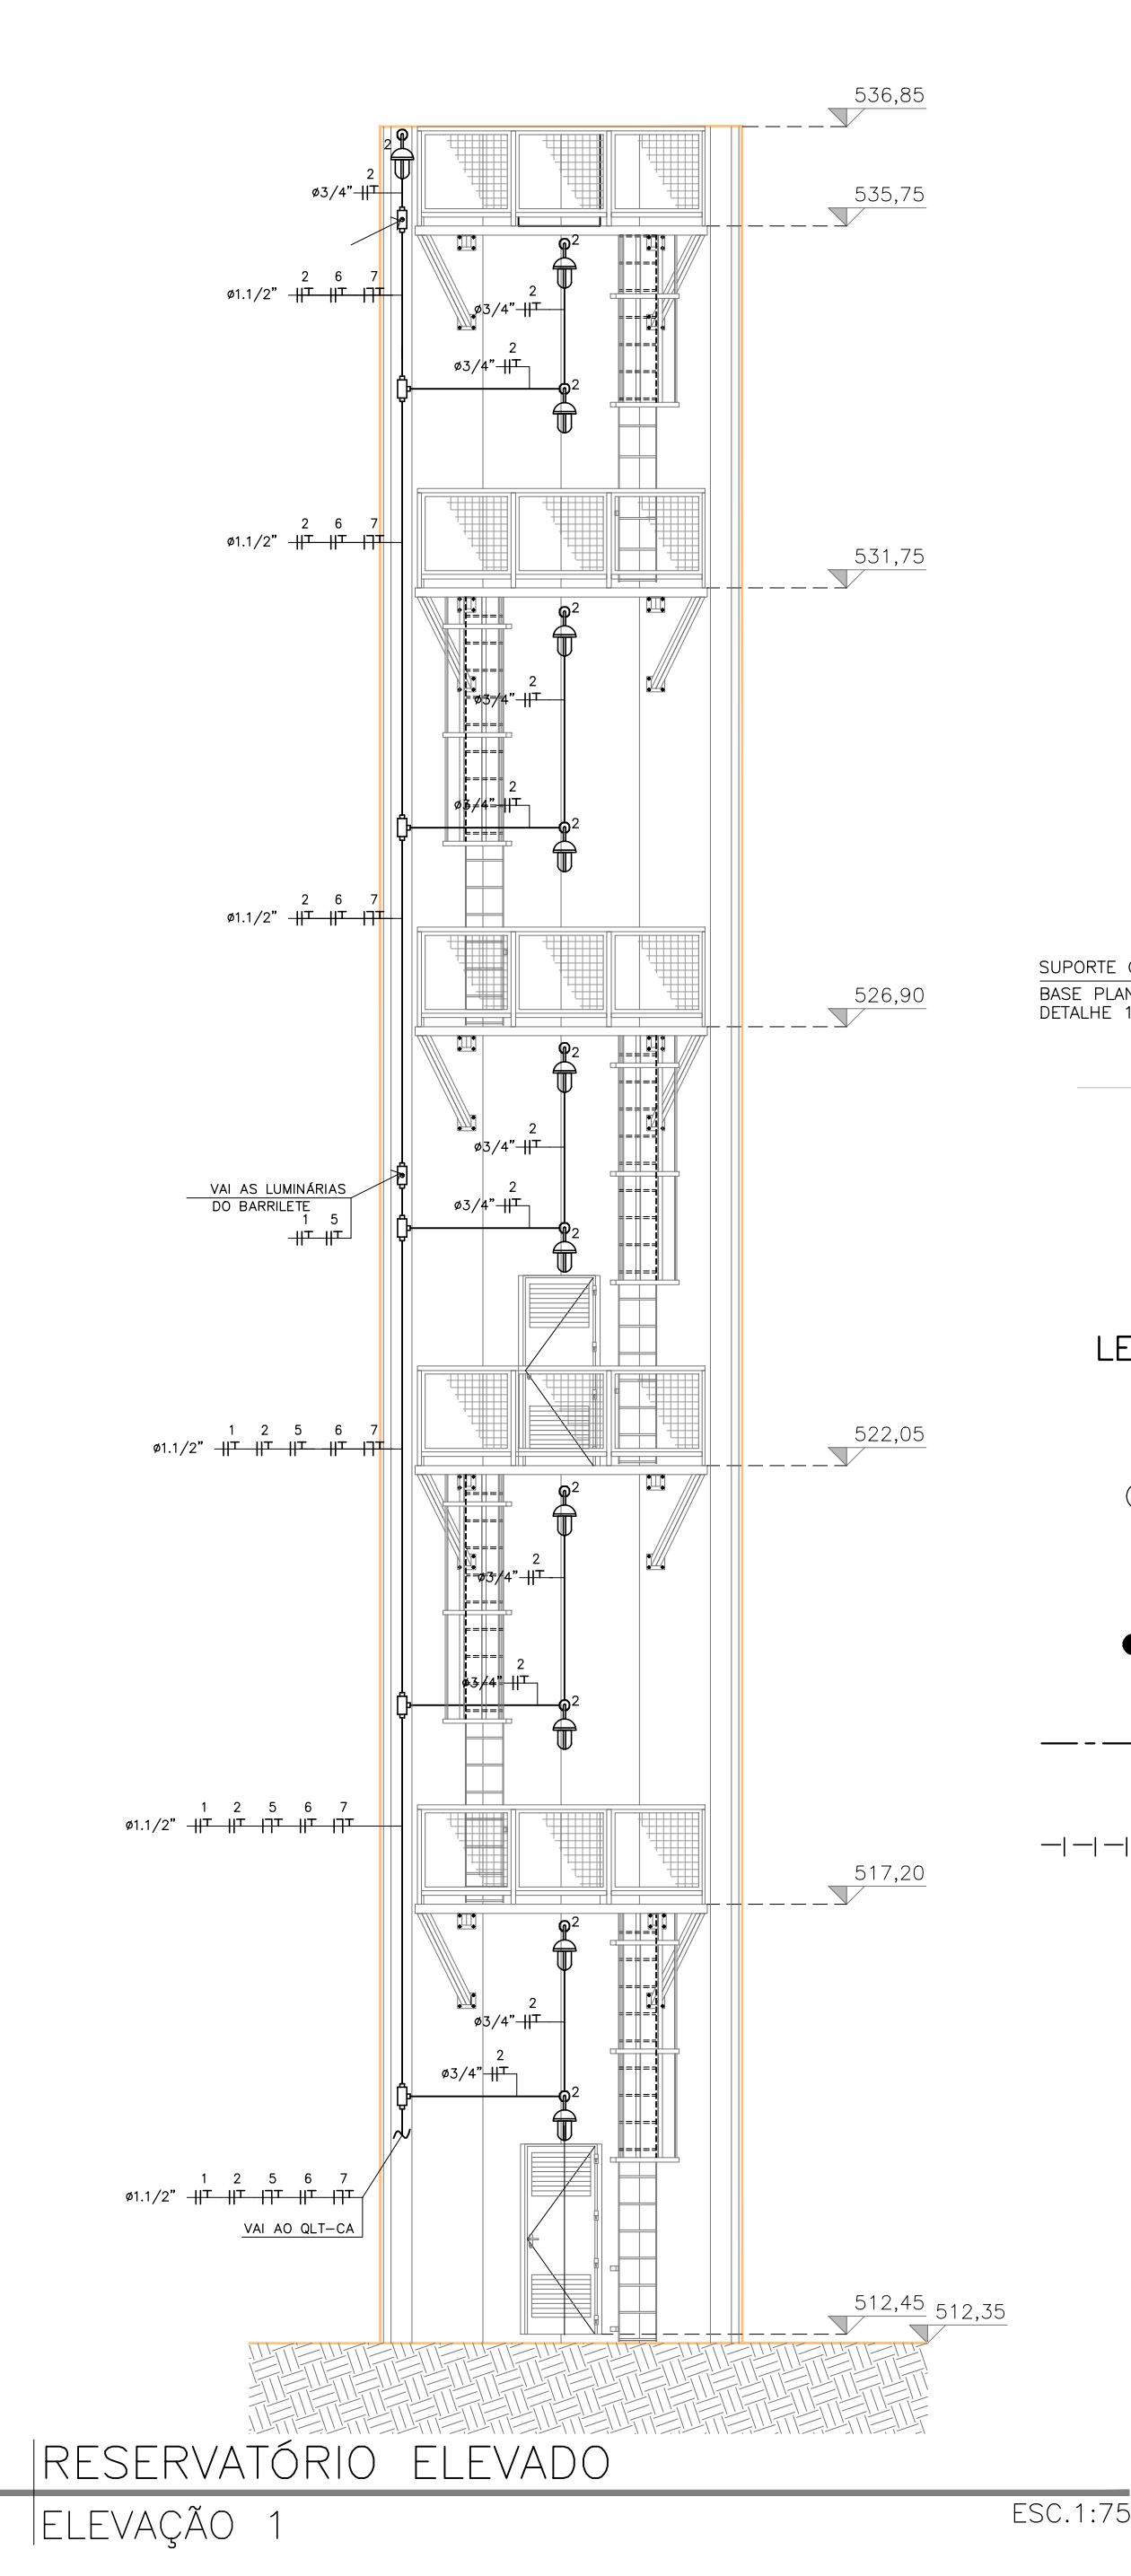 536,85
2
2
ø3/4"
535,75
2
2 6 7
ø1.1/2"
2
ø3/4"
2
ø3/4"
2
2 6 7
ø1.1/2"
531,75
2
2
ø3/4"
2
ø3/4"
2
2 6 7
ø1.1/2"
SUPORTE
BASE PLAN
DETALHE 1
526,90
2
2
ø3/4"
VAI AS LUMINÁRIAS
DO BARRILETE
1 5
2
ø3/4"
2
LE
1 2 5 6 7
ø1.1/2"
522,05
2
2
ø3/4"
2
ø3/4"
2
1 2 5 6 7
ø1.1/2"
517,20
2
2
ø3/4"
2
ø3/4"
2
1 2 5 6 7
ø1.1/2"
VAI AO QLT-CA
512,45
512,35
RESERVATÓRIO ELEVADO
ELEVAÇÃO 1
ESC.1:75